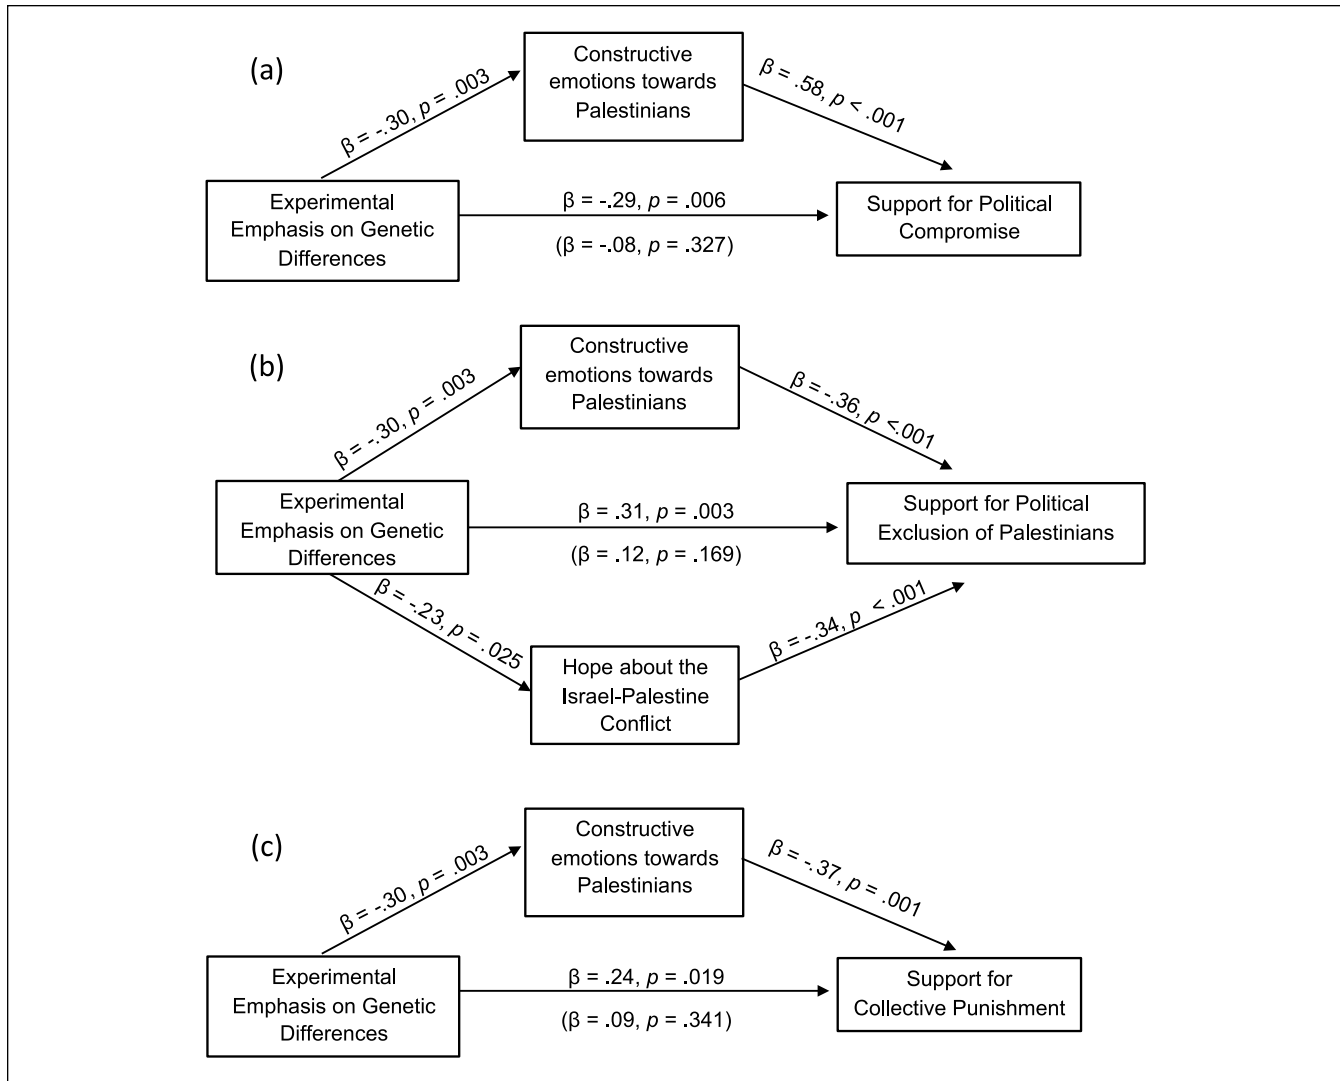 (a)
Constructive
emotions towards
Palestinians
β = -.30, p = .003
β = .58, p < .001
Experimental
Emphasis on Genetic
Differences
β = -.29, p = .006
(β = -.08, p = .327)
Support for Political
Compromise
(b)
Constructive
emotions towards
Palestinians
β = -.30, p = .003
β = -.36, p <.001
Experimental
Emphasis on Genetic
Differences
β = .31, p = .003
(β = .12, p = .169)
Support for Political
Exclusion of Palestinians
β = -.23, p = .025
β = -.34, p < .001
Hope about the
Israel-Palestine
Conflict
(c)
Constructive
emotions towards
Palestinians
β = -.30, p = .003
β = -.37, p = .001
Experimental
Emphasis on Genetic
Differences
β = .24, p = .019
(β = .09, p = .341)
Support for
Collective Punishment